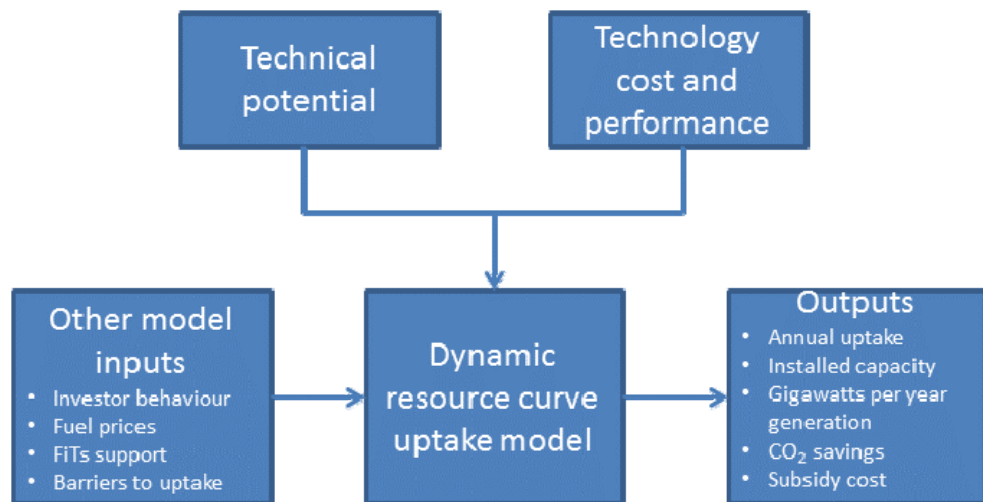 Technical
potential
Technology
cost and
performance
Other model
inputs
• Investor behaviour
• Fuel prices
• FiTs support
• Barriers to uptake
Dynamic
resource curve
uptake model
Outputs
• Annual uptake
• Installed capacity
• Gigawatts per year
generation
• CO₂ savings
• Subsidy cost